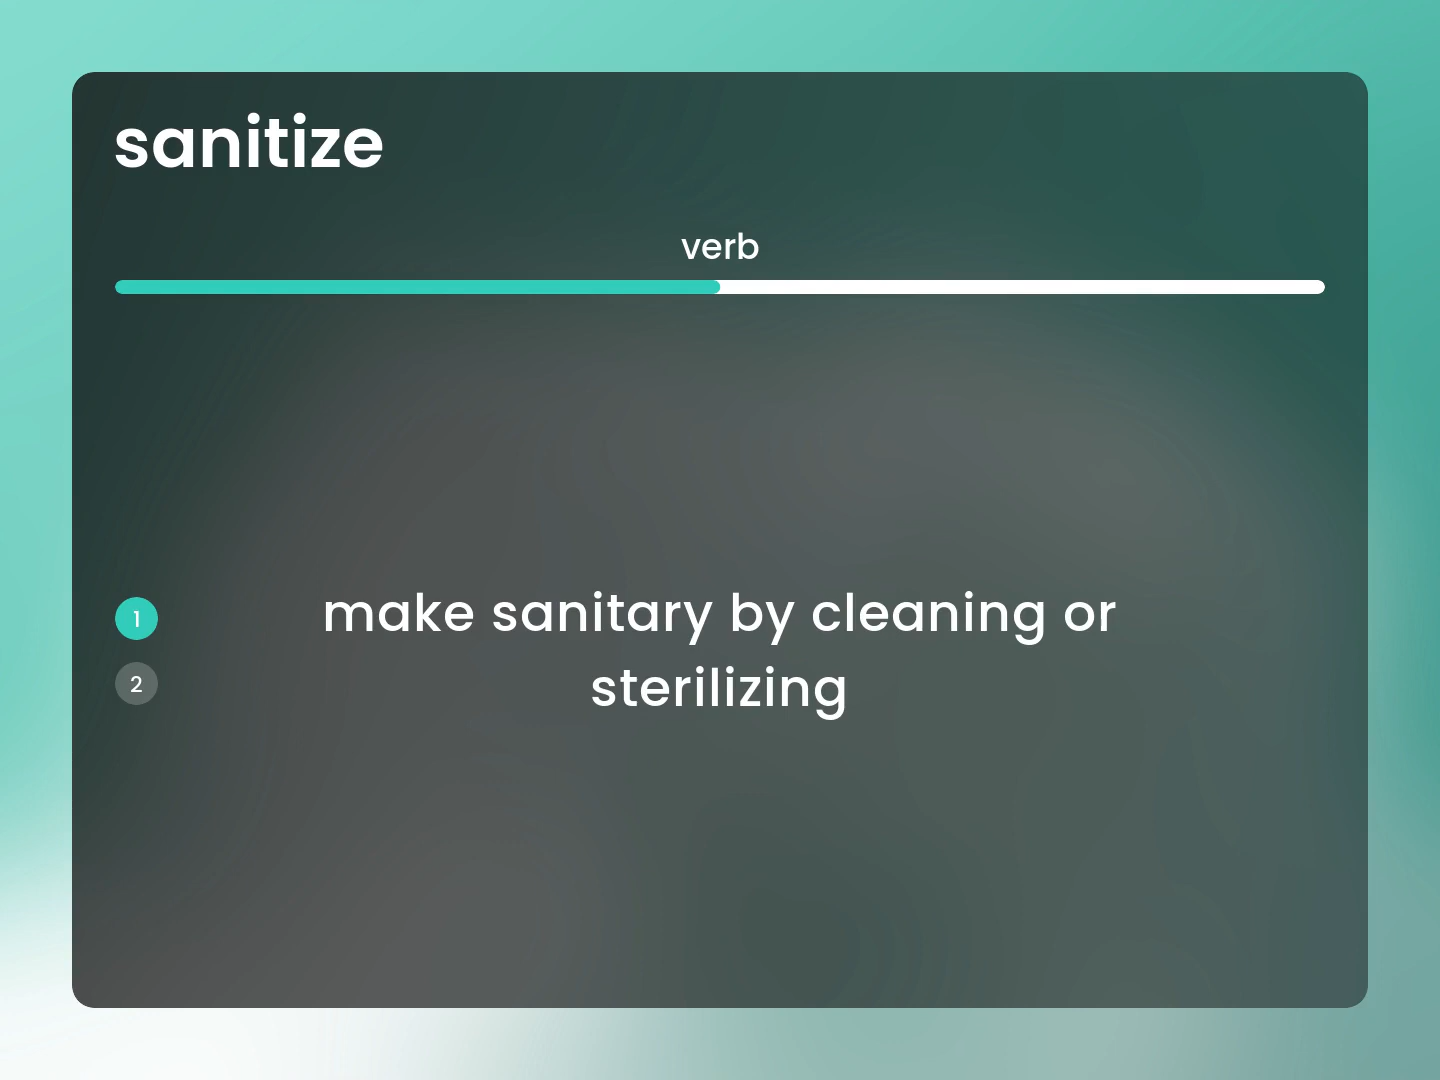 sanitize
verb
1
make sanitary by cleaning or
2
sterilizing